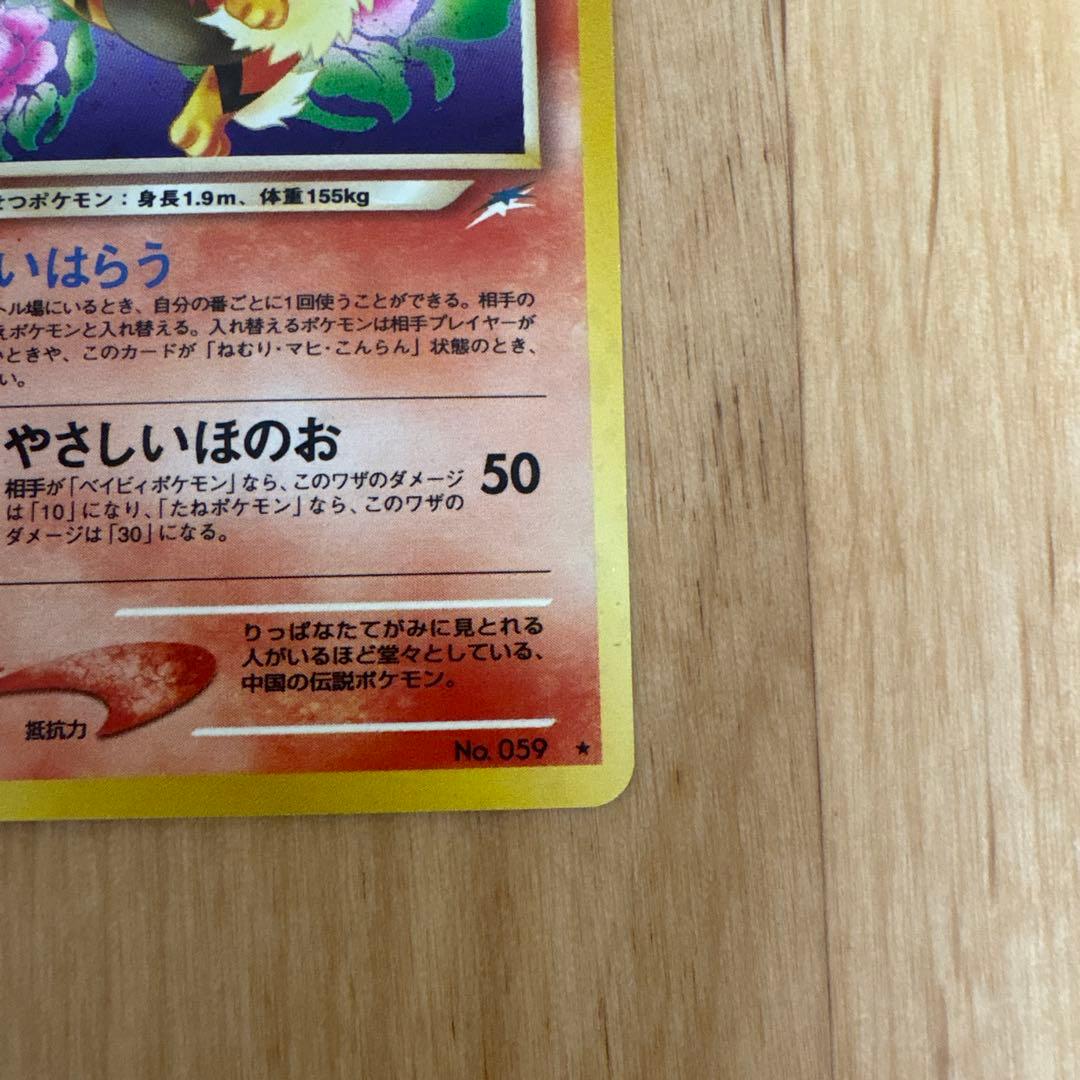 せつポケモン：身長1.9m、体重155kg
いはらう
トル場にいるとき、自分の番ごとに1回使うことができる。相手の
えポケモンと入れ替える。入れ替えるポケモンは相手プレイヤーが
いときや、このカードが「ねむり・マヒ・こんらん」状態のとき、
い。
やさしいほのお
50
相手が「ベイビィポケモン」なら、このワザのダメージ
は「10」になり、「たねポケモン」なら、このワザの
ダメージは「30」になる。
りっぱなたてがみに見とれる
人がいるほど堂々としている、
中国の伝説ポケモン。
抵抗力
No. 059 ★